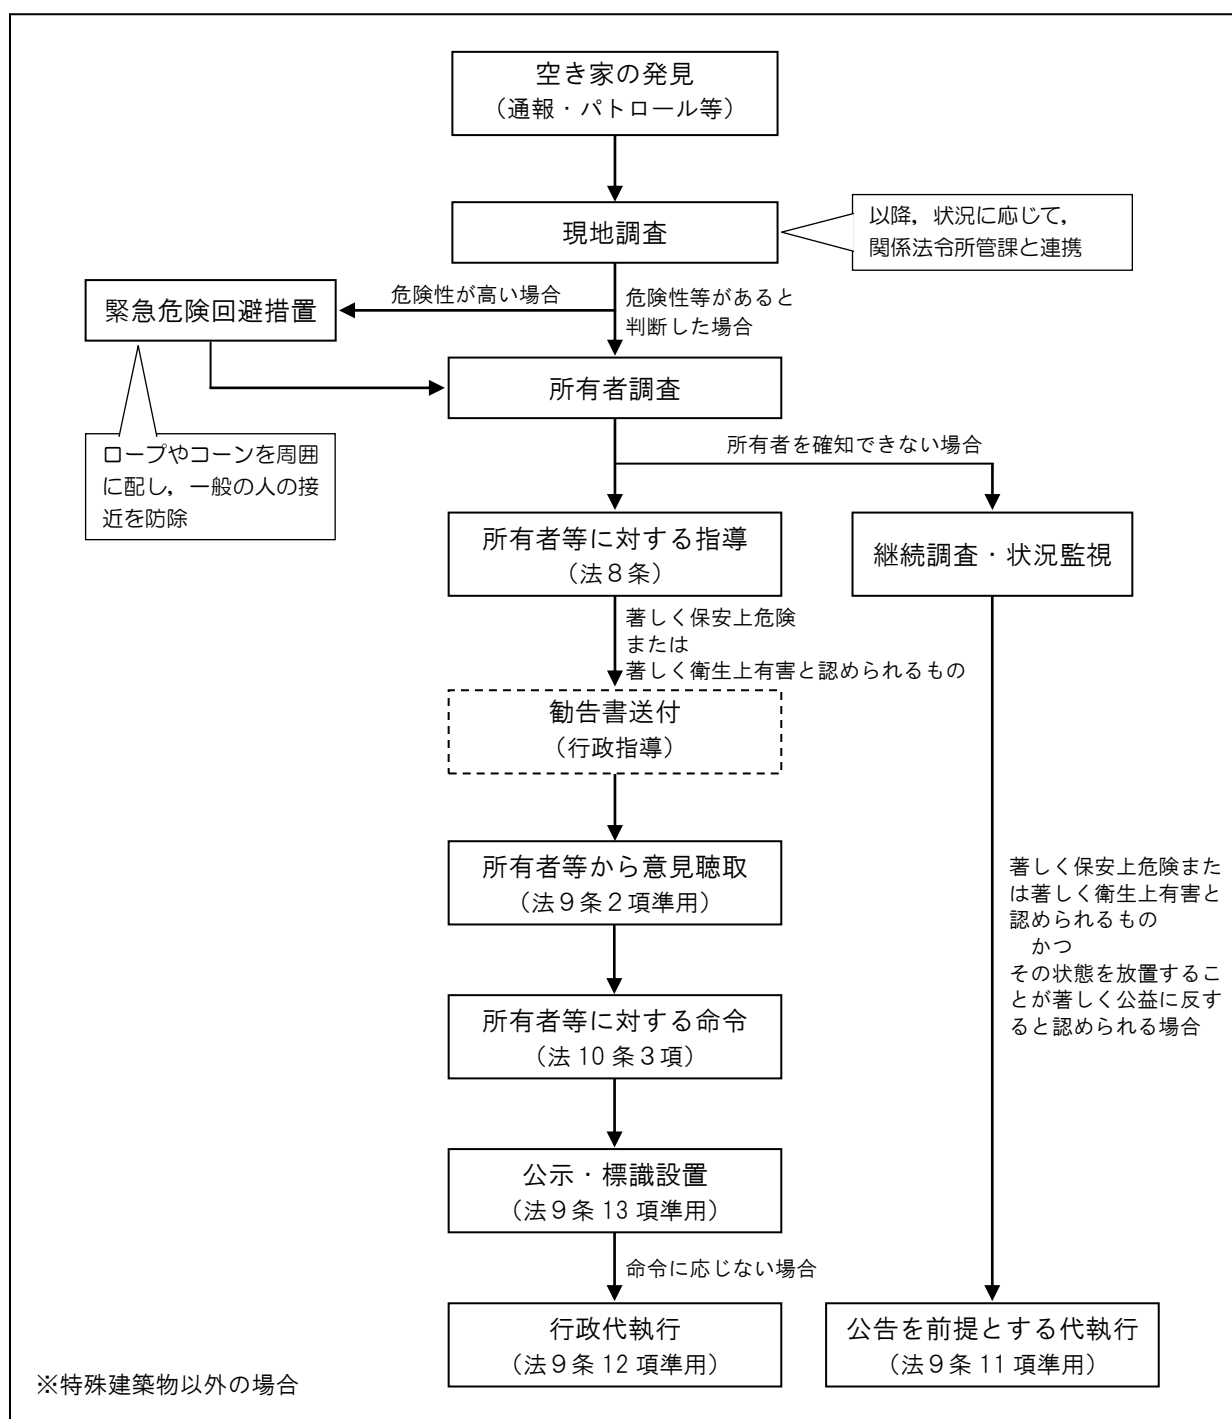 空き家の発見
（通報・パトロール等）
現地調査
以降，状況に応じて，
関係法令所管課と連携
緊急危険回避措置
危険性が高い場合
危険性等があると
判断した場合
所有者調査
ロープやコーンを周囲
に配し，一般の人の接
近を防除
所有者を確知できない場合
所有者等に対する指導
（法８条）
継続調査・状況監視
著しく保安上危険
または
著しく衛生上有害と認められるもの
勧告書送付
（行政指導）
所有者等から意見聴取
（法９条２項準用）
著しく保安上危険また
は著しく衛生上有害と
認められるもの
かつ
その状態を放置するこ
とが著しく公益に反す
ると認められる場合
所有者等に対する命令
（法 10 条３項）
公示・標識設置
（法９条 13 項準用）
命令に応じない場合
行政代執行
（法９条 12 項準用）
公告を前提とする代執行
（法９条 11 項準用）
※特殊建築物以外の場合